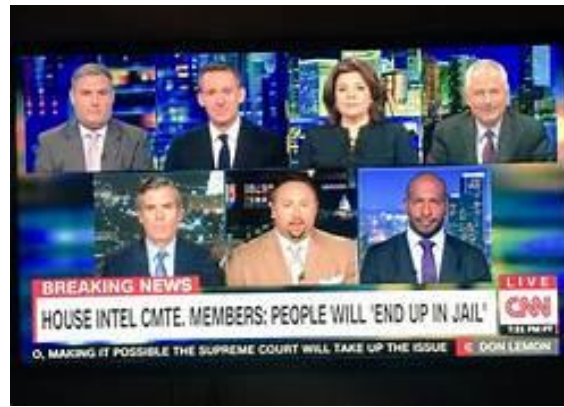 BREAKING NEWS
LIVE
HOUSE INTEL CMTE. MEMBERS: PEOPLE WILL 'END UP IN JAIL'
CNN
O, MAKING IT POSSIBLE THE SUPREME COURT WILL TAKE UP THE ISSUE
DON LEMON